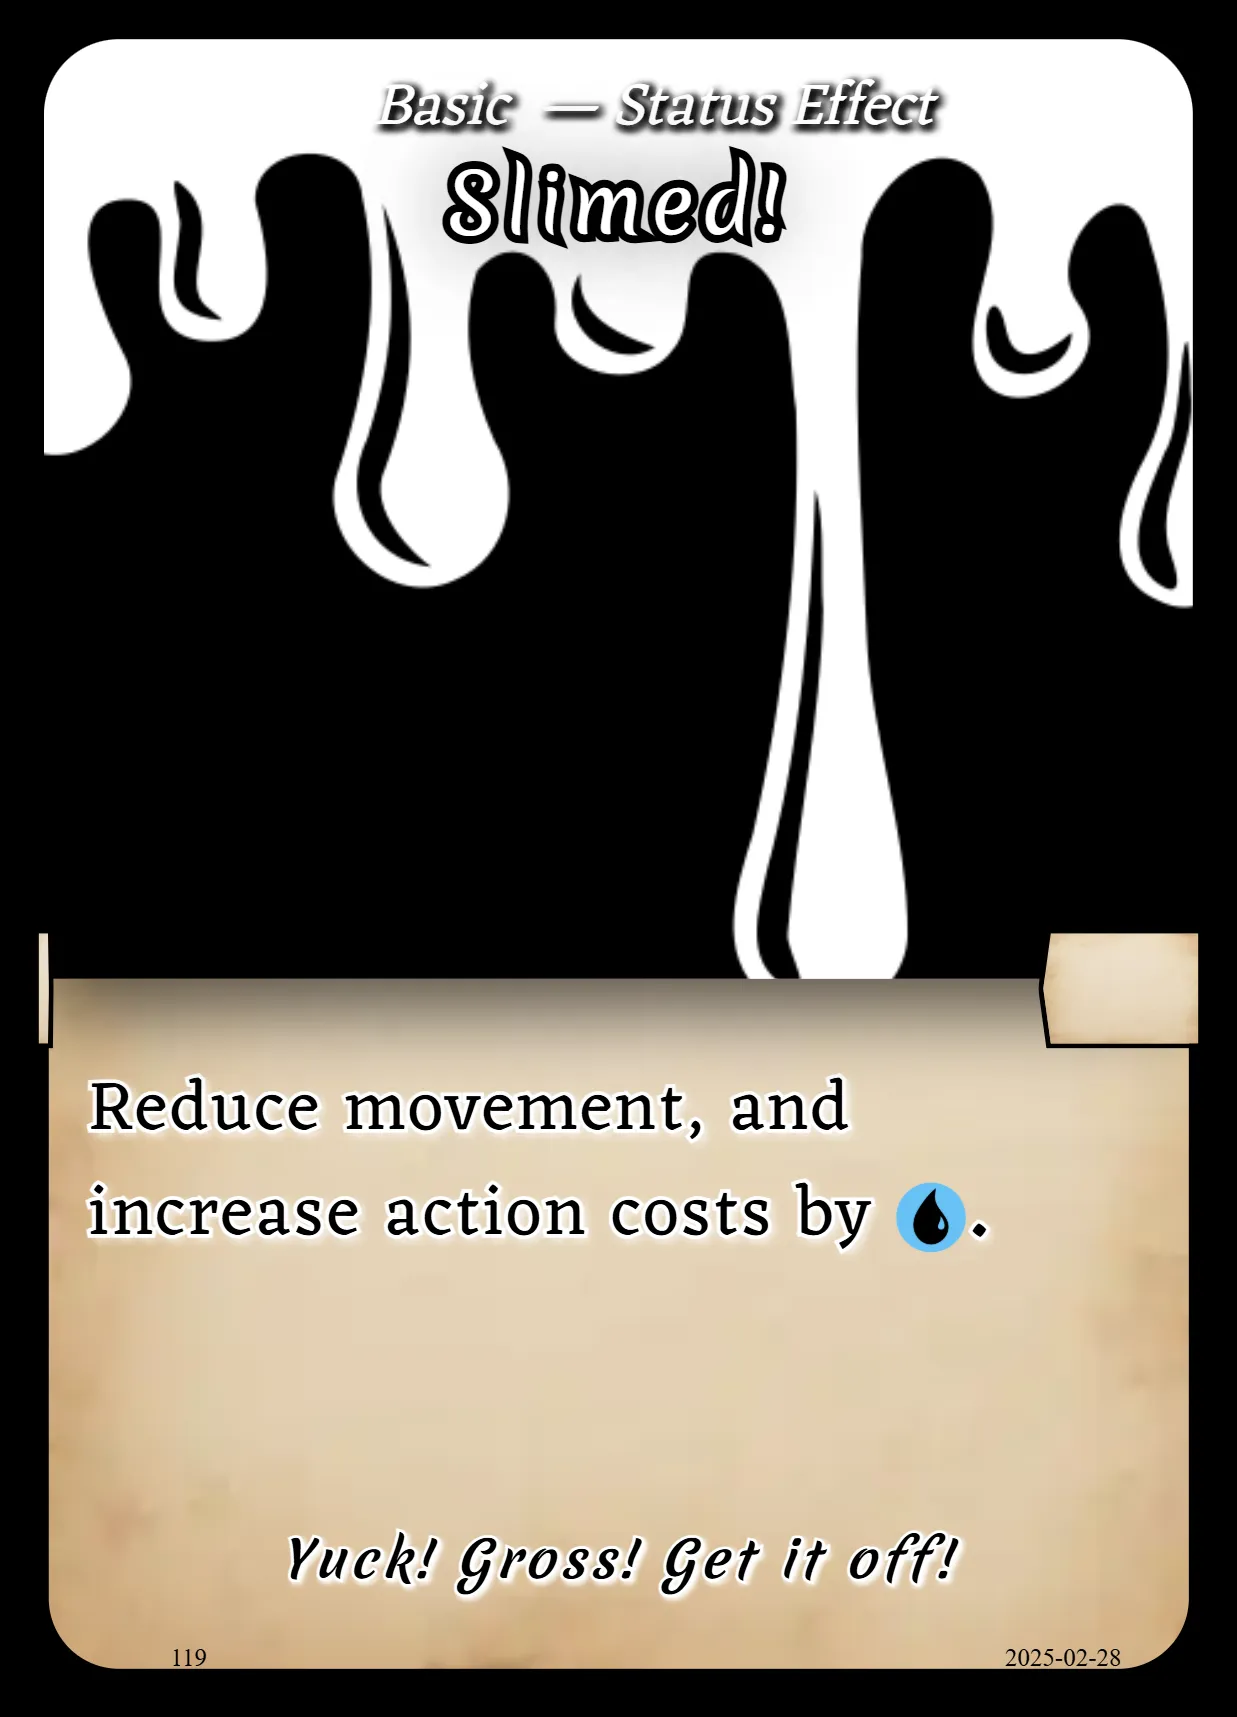 Basic — Status Effect
Slimed!
Reduce movement, and
increase action costs by .
Yuck! Gross! Get it off!
119
2025-02-28